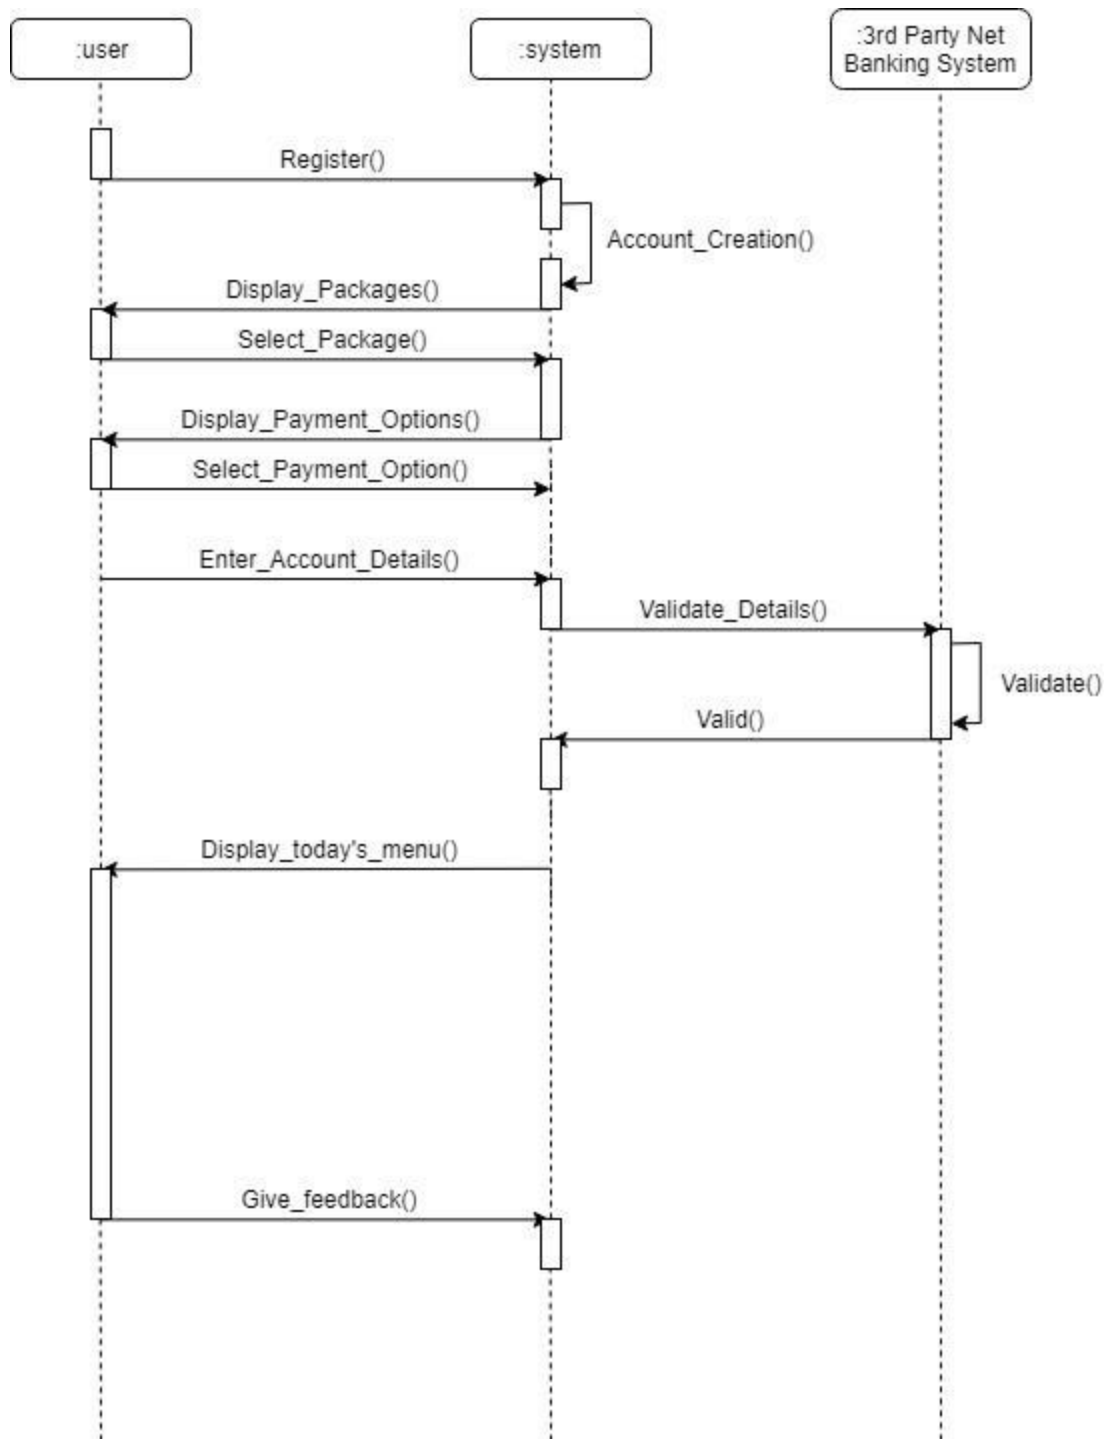 :user
:system
:3rd Party Net
Banking System
Register()
Account_Creation()
Display_Packages()
Select_Package()
Display_Payment_Options()
Select_Payment_Option()
Enter_Account_Details()
Validate_Details()
Validate()
Valid()
Display_today's_menu()
Give_feedback()